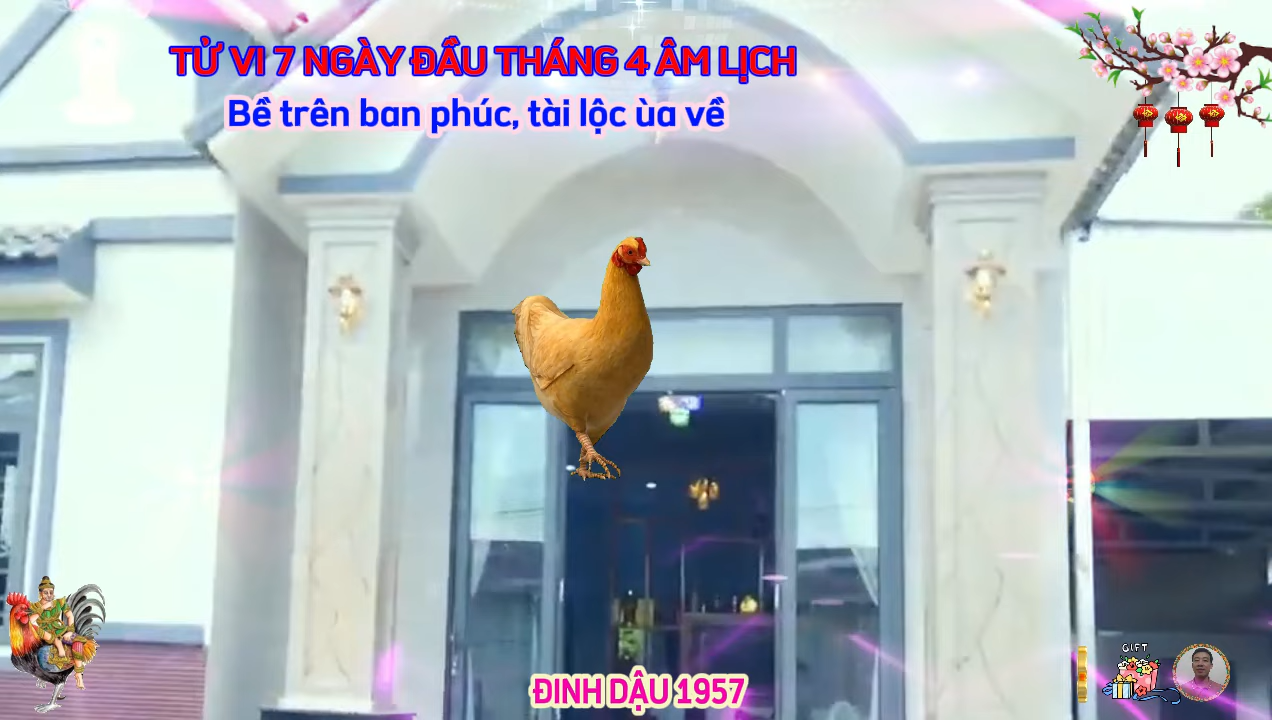 TỬ VI 7 NGÀY ĐẦU THÁNG 4 ÂM LỊCH
Bề trên ban phúc, tài lộc ùa về
GIFT
ĐINH DẬU 1957